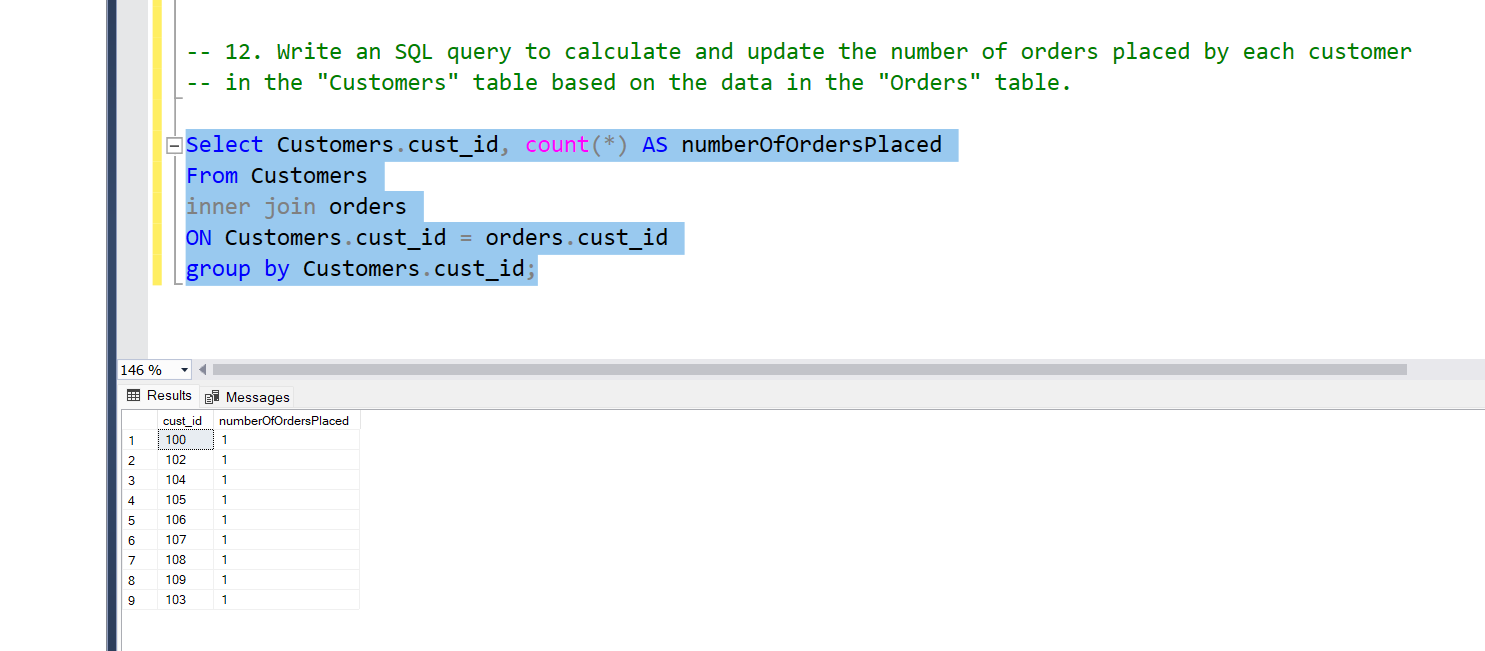 -- 12. Write an SQL query to calculate and update the number of orders placed by each customer
-- in the "Customers" table based on the data in the "Orders" table.
Select Customers.cust_id, count(*) AS numberOfOrdersPlaced
From Customers
inner join orders
ON Customers.cust_id = orders.cust_id
group by Customers.cust_id;
146 %
Results Messages
cust_id numberOfOrdersPlaced
1 100 1
2 102 1
3 104 1
4 105 1
5 106 1
6 107 1
7 108 1
8 109 1
9 103 1